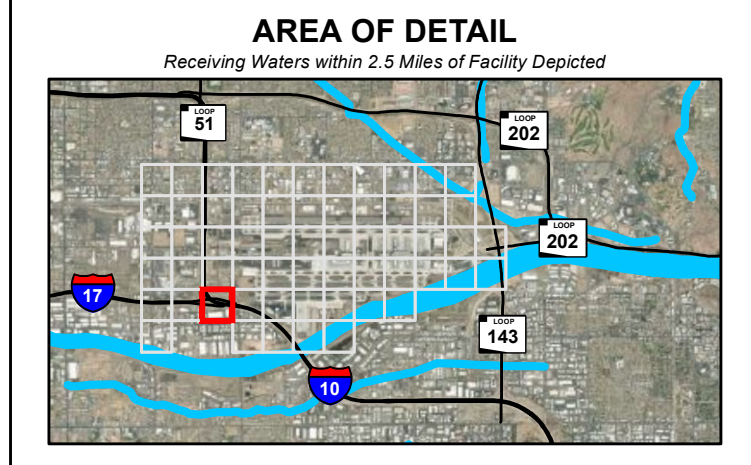 AREA OF DETAIL
Receiving Waters within 2.5 Miles of Facility Depicted
LOOP
51
LOOP
202
LOOP
202
17
LOOP
143
10